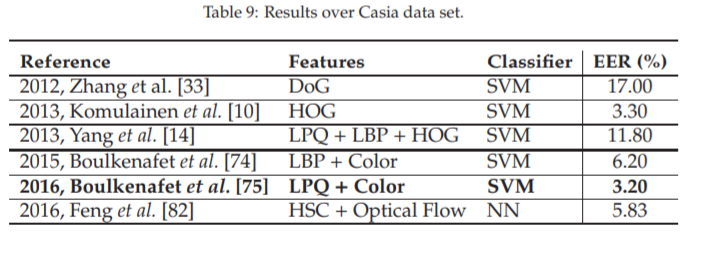 Table 9: Results over Casia data set.
Reference Features Classifier EER (%)
2012, Zhang et al. [33] DoG SVM 17.00
2013, Komulainen et al. [10] HOG SVM 3.30
2013, Yang et al. [14] LPQ + LBP + HOG SVM 11.80
2015, Boulkenafet et al. [74] LBP + Color SVM 6.20
2016, Boulkenafet et al. [75] LPQ + Color SVM 3.20
2016, Feng et al. [82] HSC + Optical Flow NN 5.83